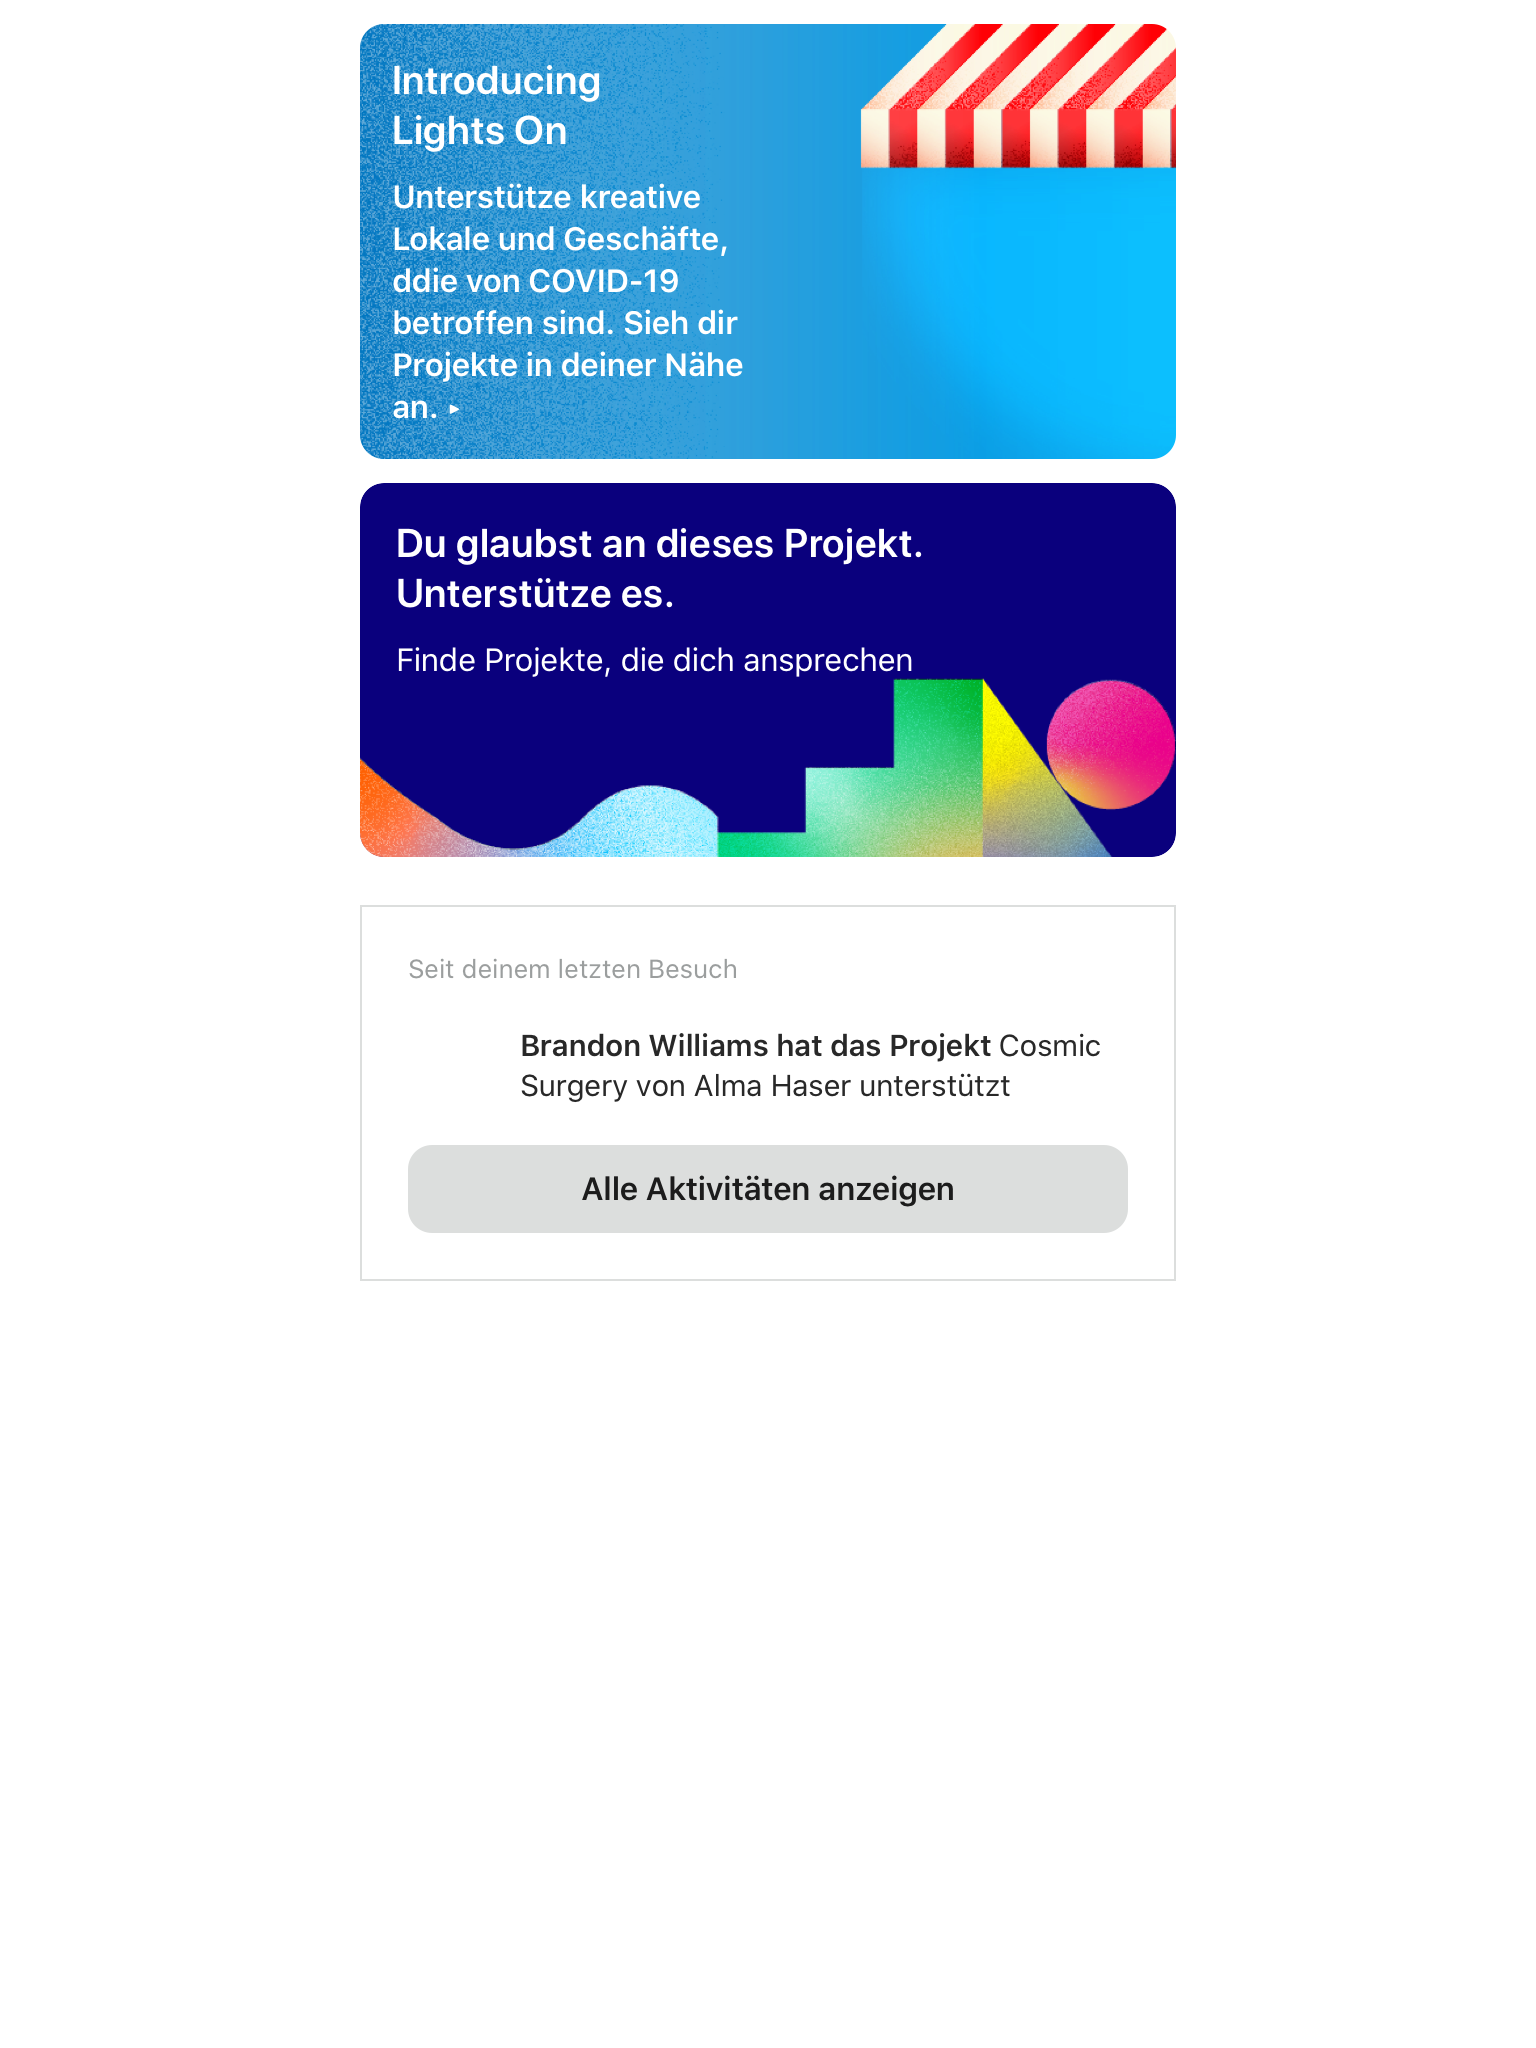 Introducing
Lights On
Unterstütze kreative
Lokale und Geschäfte,
ddie von COVID-19
betroffen sind. Sieh dir
Projekte in deiner Nähe
an. ▸
Du glaubst an dieses Projekt.
Unterstütze es.
Finde Projekte, die dich ansprechen
Seit deinem letzten Besuch
Brandon Williams hat das Projekt Cosmic
Surgery von Alma Haser unterstützt
Alle Aktivitäten anzeigen